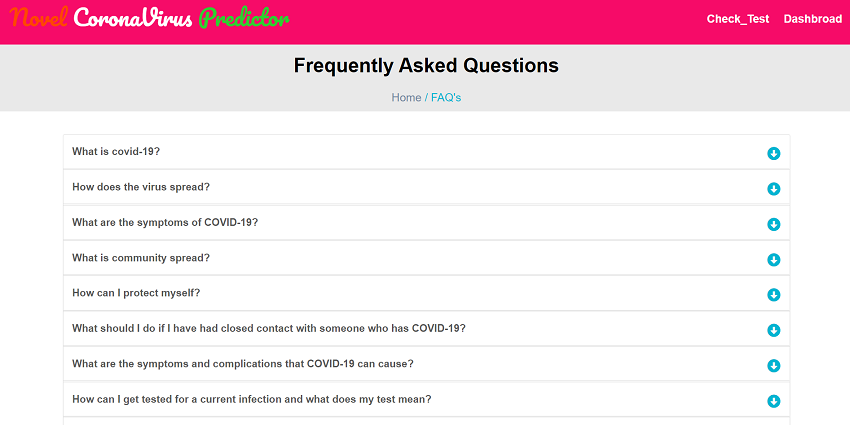 Novel CoronaVirus Predictor
Check_Test Dashbroad
Frequently Asked Questions
Home / FAQ's
What is covid-19?
How does the virus spread?
What are the symptoms of COVID-19?
What is community spread?
How can I protect myself?
What should I do if I have had closed contact with someone who has COVID-19?
What are the symptoms and complications that COVID-19 can cause?
How can I get tested for a current infection and what does my test mean?